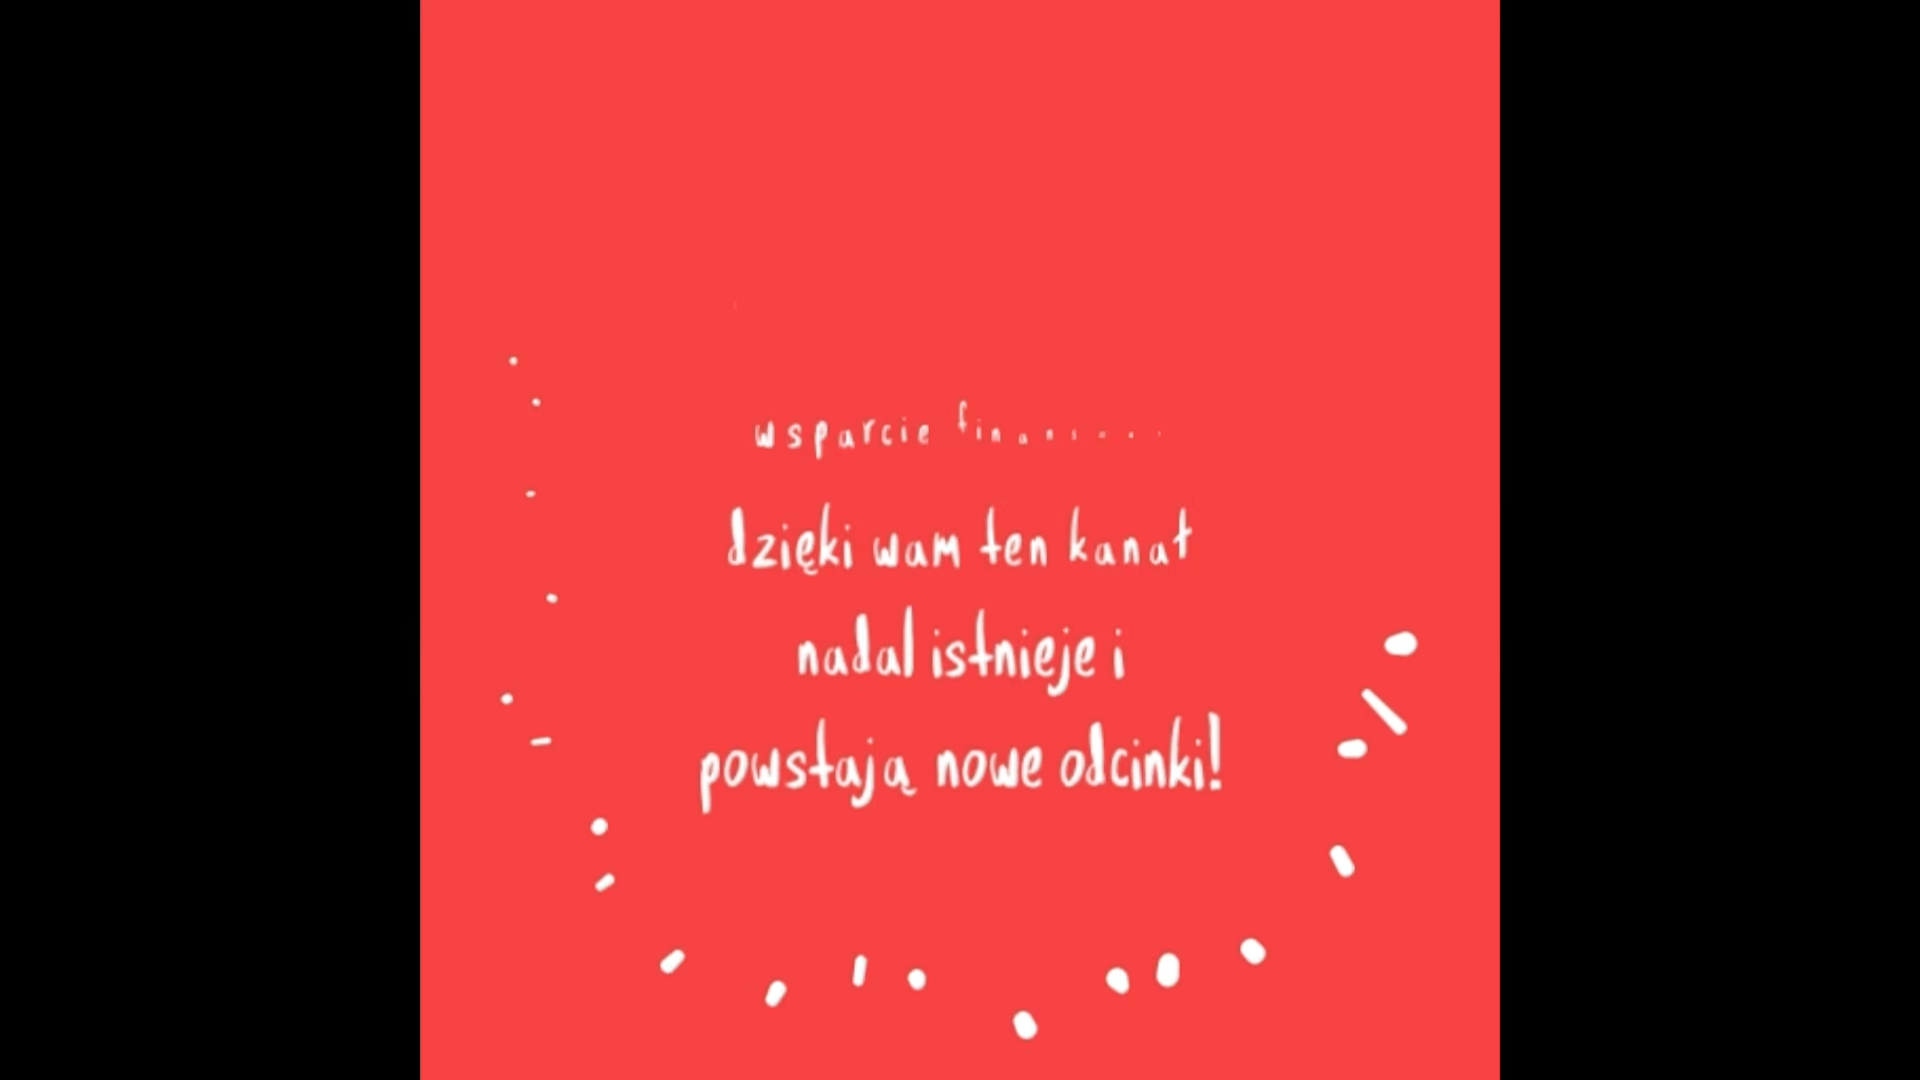 wsparcie
dzięki wam ten kanał
nadal istnieje i
powstają nowe odcinki!